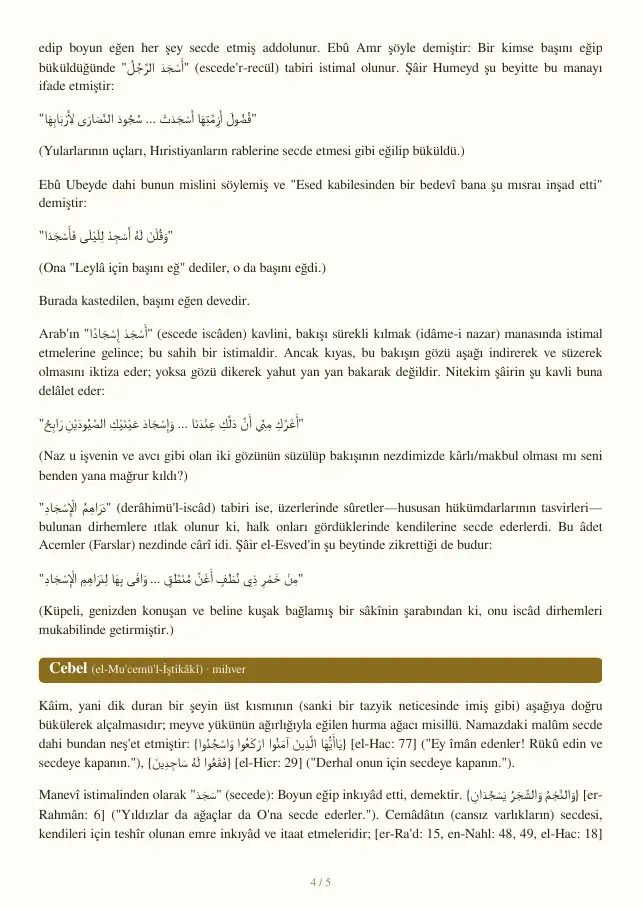 edip boyun eğen her şey secde etmiş addolunur. Ebû Amr şöyle demiştir: Bir kimse başını eğip
büküldüğünde "أَسْجَدَ الرَّجُلُ" (escede'r-recül) tabiri istimal olunur. Şâir Humeyd şu beyitte bu manayı
ifade etmiştir:
"فُضُولَ أَزِمَّتِهَا أَسْجَدَتْ ... سُجُودَ النَّصَارَى لِأَرْبَابِهَا"
(Yularlarının uçları, Hıristiyanların rablerine secde etmesi gibi eğilip büküldü.)
Ebû Ubeyde dahi bunun mislini söylemiş ve "Esed kabilesinden bir bedevî bana şu mısraı inşad etti"
demiştir:
"وَقُلْنَ لَهُ أَسْجِدْ لِلَيْلَى فَأَسْجَدَا"
(Ona "Leylâ için başını eğ" dediler, o da başını eğdi.)
Burada kastedilen, başını eğen devedir.
Arab'ın "أَسْجَدَ إِسْجَادًا" (escede iscâden) kavlini, bakışı sürekli kılmak (idâme-i nazar) manasında istimal
etmelerine gelince; bu sahih bir istimaldir. Ancak kıyas, bu bakışın gözü aşağı indirerek ve süzerek
olmasını iktiza eder; yoksa gözü dikerek yahut yan yan bakarak değildir. Nitekim şâirin şu kavli buna
delâlet eder:
"أَغَرَّكِ مِنِّي أَنَّ دَلَّكِ عِنْدَنَا ... وَإِسْجَادَ عَيْنَيْكِ الصَّيُودَيْنِ رَابِحُ"
(Naz u işvenin ve avcı gibi olan iki gözünün süzülüp bakışının nezdimizde kârlı/makbul olması mı seni
benden yana mağrur kıldı?)
"دَرَاهِمُ الْإِسْجَادِ" (derâhimü'l-iscâd) tabiri ise, üzerlerinde sûretler—hususan hükümdarlarının tasvirleri—
bulunan dirhemlere ıtlak olunur ki, halk onları gördüklerinde kendilerine secde ederlerdi. Bu âdet
Acemler (Farslar) nezdinde cârî idi. Şâir el-Esved'in şu beytinde zikrettiği de budur:
"مِنْ خَمْرِ ذِي نُطَفٍ أَغَنَّ مُنَطَّقٍ ... وَافَى بِهَا لِدَرَاهِمِ الْإِسْجَادِ"
(Küpeli, genizden konuşan ve beline kuşak bağlamış bir sâkînin şarabından ki, onu iscâd dirhemleri
mukabilinde getirmiştir.)
Cebel (el-Mu'cemü'l-İştikâkî) · mihver
Kâim, yani dik duran bir şeyin üst kısmının (sanki bir tazyik neticesinde imiş gibi) aşağıya doğru
bükülerek alçalmasıdır; meyve yükünün ağırlığıyla eğilen hurma ağacı misillü. Namazdaki malûm secde
dahi bundan neş'et etmiştir: {يَاأَيُّهَا الَّذِينَ آمَنُوا ارْكَعُوا وَاسْجُدُوا} [el-Hac: 77] ("Ey îmân edenler! Rükû edin ve
secdeye kapanın."), {فَقَعُوا لَهُ سَاجِدِينَ} [el-Hicr: 29] ("Derhal onun için secdeye kapanın.").
Manevî istimalinden olarak "سَجَدَ" (secede): Boyun eğip inkıyâd etti, demektir. {وَالنَّجْمُ وَالشَّجَرُ يَسْجُدَانِ} [er-
Rahmân: 6] ("Yıldızlar da ağaçlar da O'na secde ederler."). Cemâdâtın (cansız varlıkların) secdesi,
kendileri için teshîr olunan emre inkıyâd ve itaat etmeleridir; [er-Ra'd: 15, en-Nahl: 48, 49, el-Hac: 18]
4 / 5